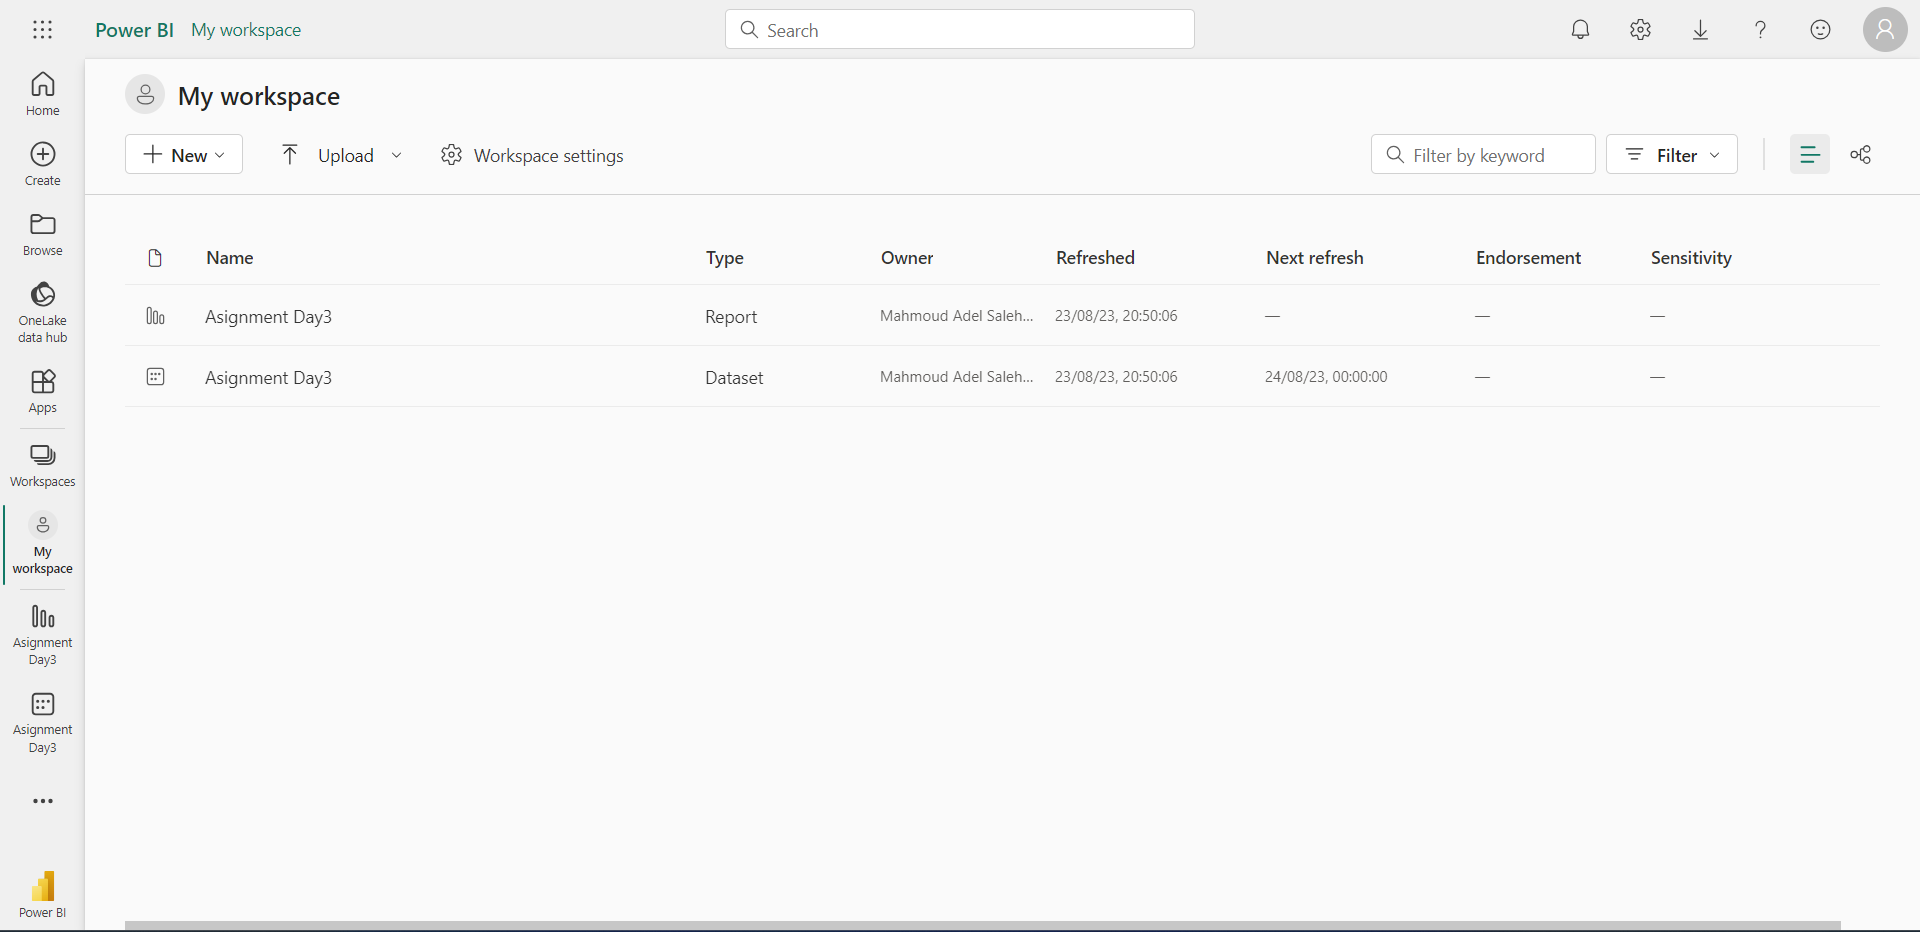 Power BI My workspace
Search
Home
Create
Browse
OneLake
data hub
Apps
Workspaces
My
workspace
Asignment
Day3
Asignment
Day3
Power BI
My workspace
New
Upload
Workspace settings
Filter by keyword
Filter
Name Type Owner Refreshed Next refresh Endorsement Sensitivity
Asignment Day3 Report Mahmoud Adel Saleh... 23/08/23, 20:50:06 — — —
Asignment Day3 Dataset Mahmoud Adel Saleh... 23/08/23, 20:50:06 24/08/23, 00:00:00 — —